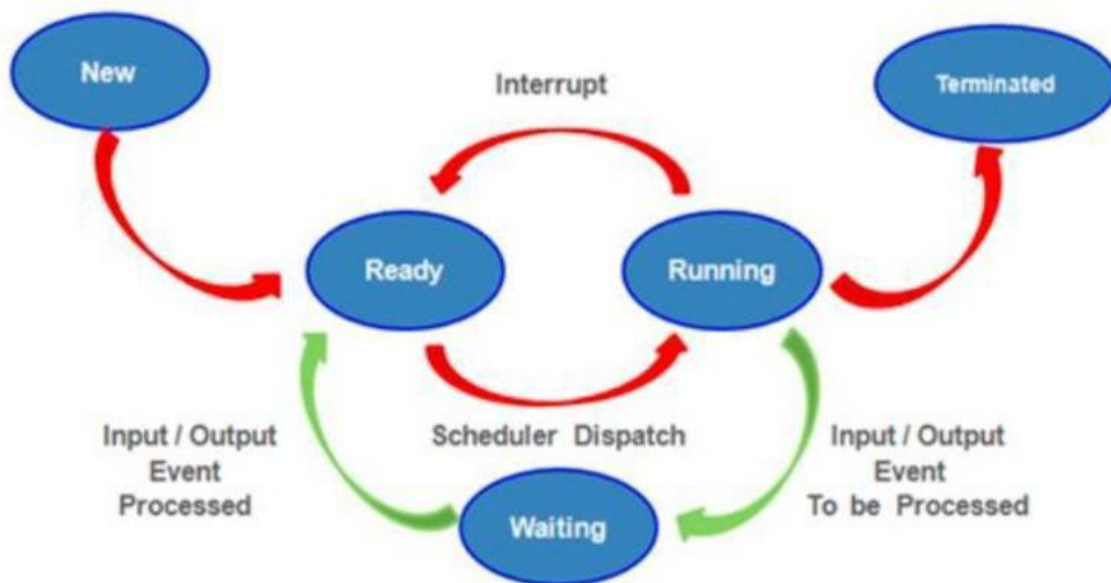 New
Terminated
Interrupt
Ready
Running
Input / Output
Event
Processed
Scheduler Dispatch
Input / Output
Event
To be Processed
Waiting